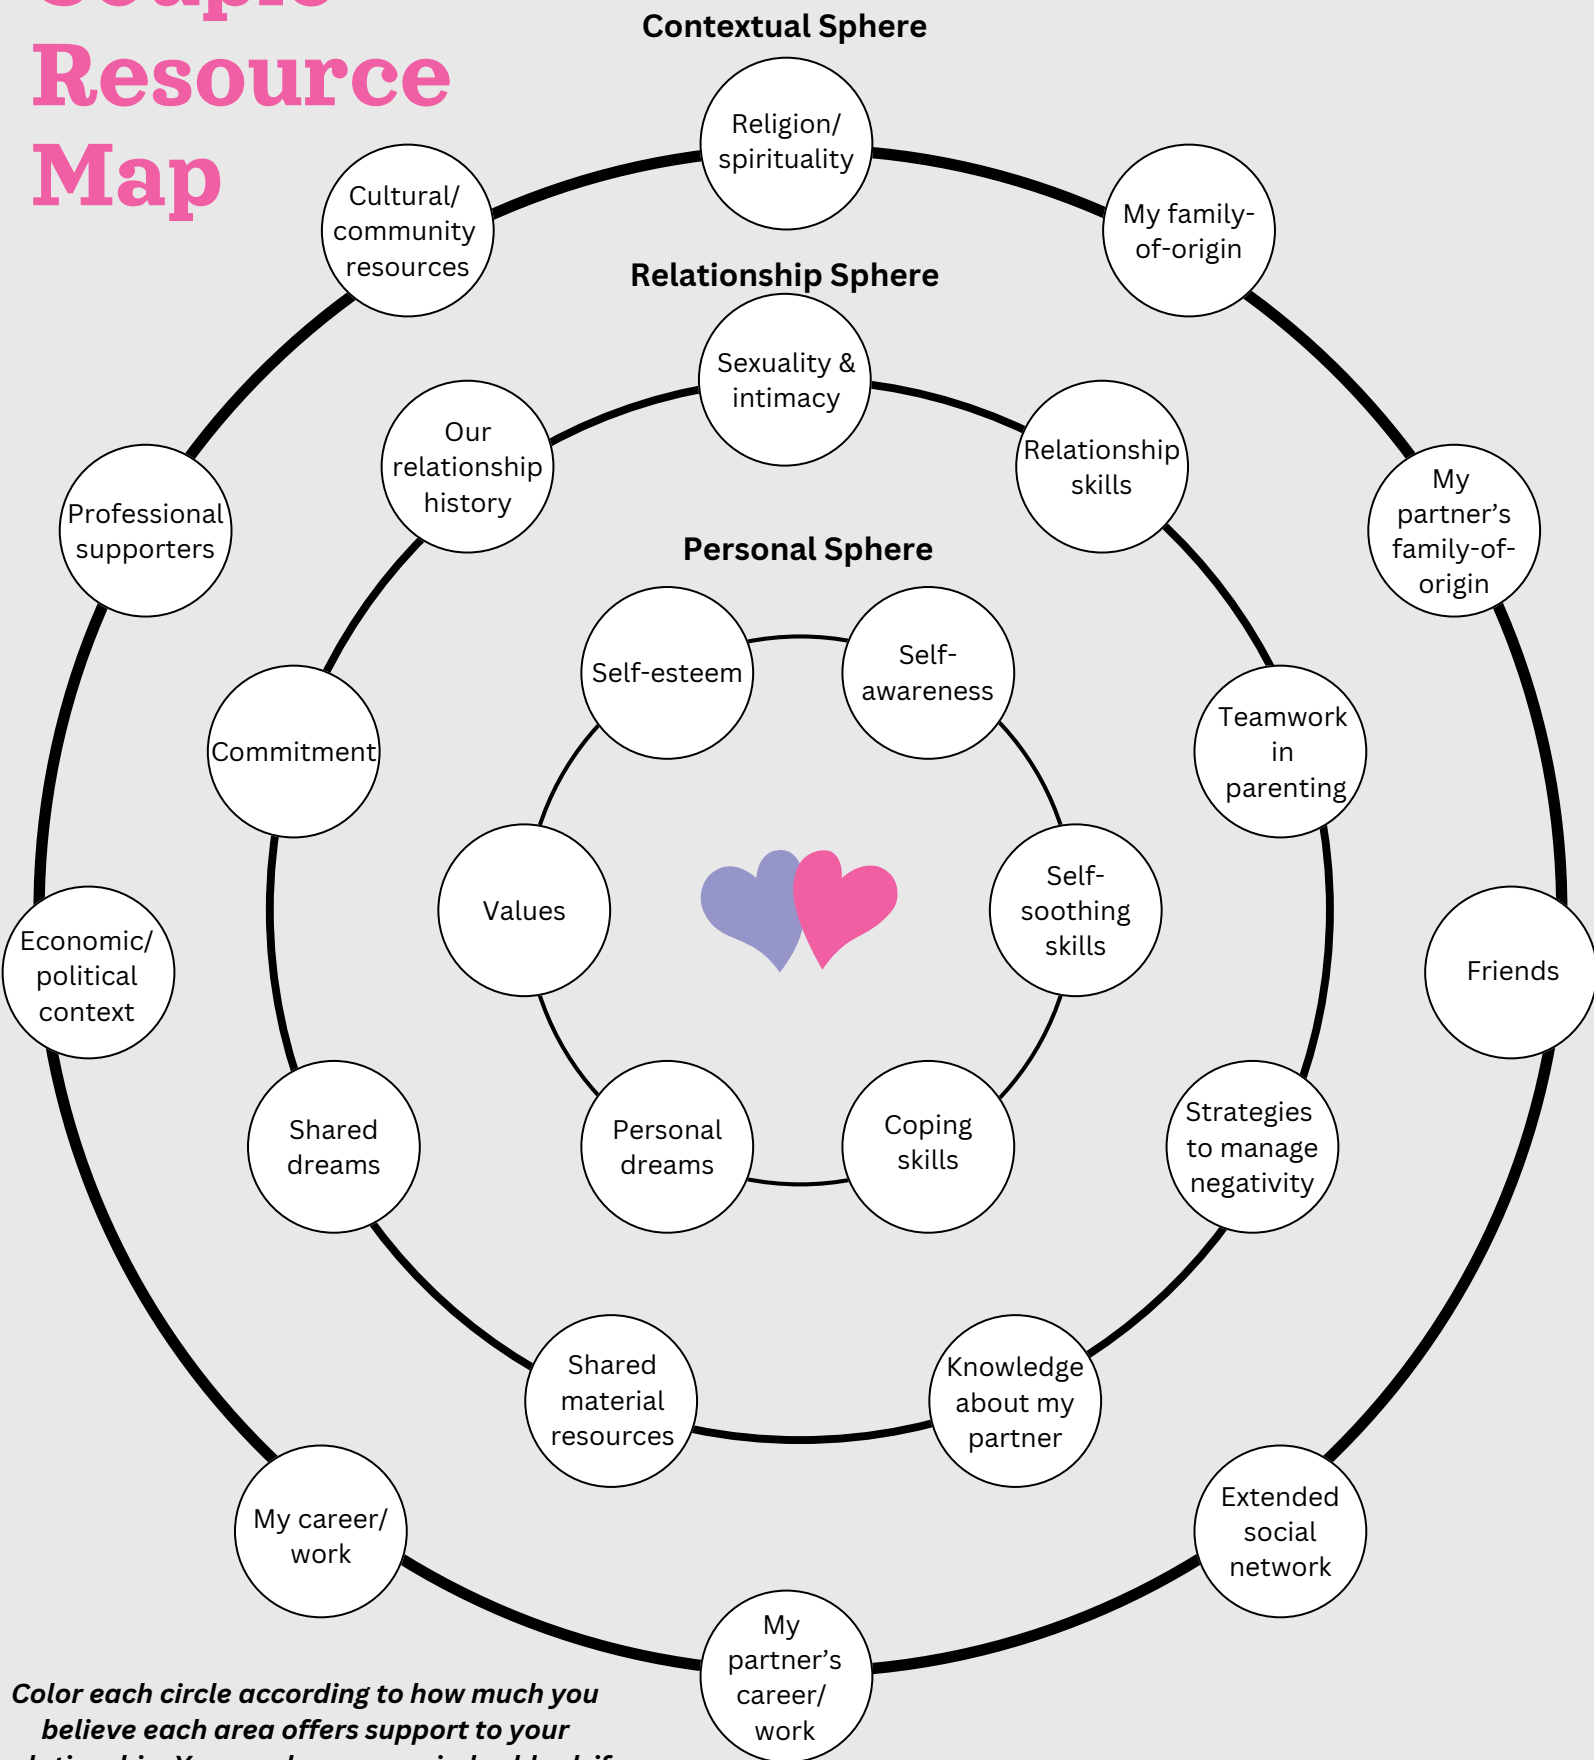 Couple
Resource
Map
Contextual Sphere
Religion/
spirituality
Cultural/
community
resources
My family-
of-origin
Relationship Sphere
Sexuality &
intimacy
Our
relationship
history
Relationship
skills
Professional
supporters
My
partner’s
family-of-
origin
Personal Sphere
Self-esteem
Self-
awareness
Commitment
Teamwork
in
parenting
Values
Self-
soothing
skills
Economic/
political
context
Friends
Shared
dreams
Personal
dreams
Coping
skills
Strategies
to manage
negativity
Shared
material
resources
Knowledge
about my
partner
My career/
work
Extended
social
network
My
partner’s
career/
work
Color each circle according to how much you
believe each area offers support to your